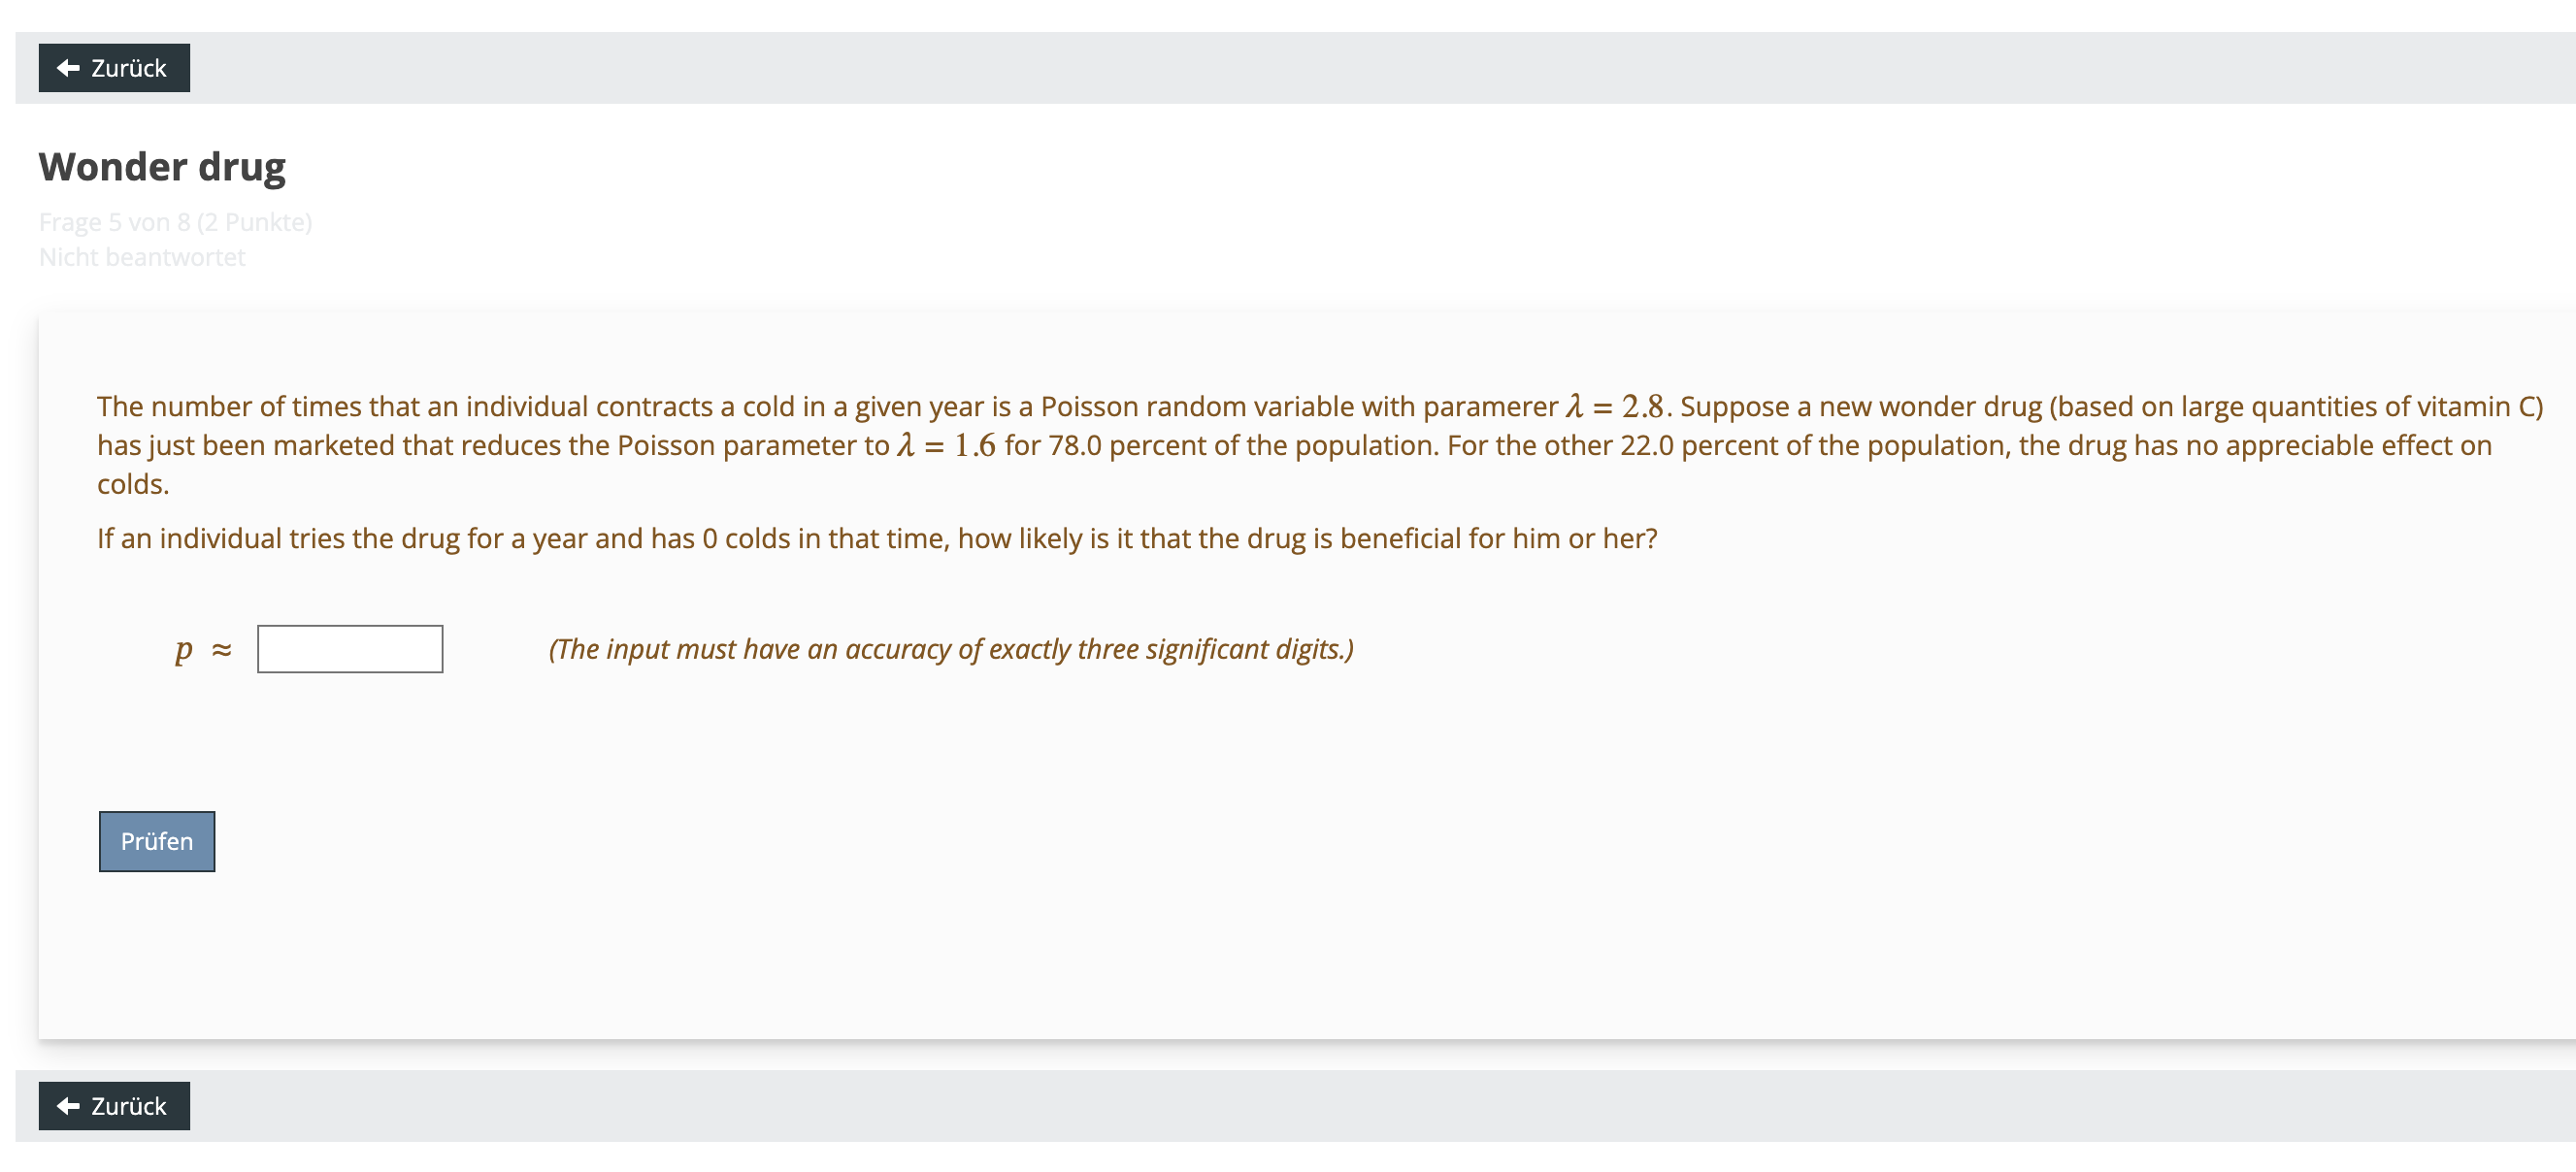 Zurück
Wonder drug
Frage 5 von 8 (2 Punkte)
Nicht beantwortet
The number of times that an individual contracts a cold in a given year is a Poisson random variable with paramerer λ = 2.8. Suppose a new wonder drug (based on large quantities of vitamin C)
has just been marketed that reduces the Poisson parameter to λ = 1.6 for 78.0 percent of the population. For the other 22.0 percent of the population, the drug has no appreciable effect on
colds.
If an individual tries the drug for a year and has 0 colds in that time, how likely is it that the drug is beneficial for him or her?
p ≈ (The input must have an accuracy of exactly three significant digits.)
Prüfen
Zurück